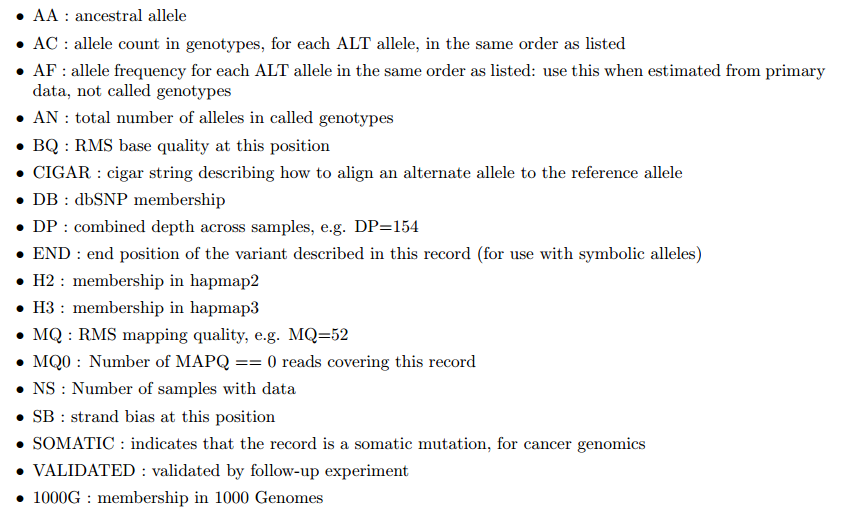 • AA : ancestral allele
• AC : allele count in genotypes, for each ALT allele, in the same order as listed
• AF : allele frequency for each ALT allele in the same order as listed: use this when estimated from primary
data, not called genotypes
• AN : total number of alleles in called genotypes
• BQ : RMS base quality at this position
• CIGAR : cigar string describing how to align an alternate allele to the reference allele
• DB : dbSNP membership
• DP : combined depth across samples, e.g. DP=154
• END : end position of the variant described in this record (for use with symbolic alleles)
• H2 : membership in hapmap2
• H3 : membership in hapmap3
• MQ : RMS mapping quality, e.g. MQ=52
• MQ0 : Number of MAPQ == 0 reads covering this record
• NS : Number of samples with data
• SB : strand bias at this position
• SOMATIC : indicates that the record is a somatic mutation, for cancer genomics
• VALIDATED : validated by follow-up experiment
• 1000G : membership in 1000 Genomes